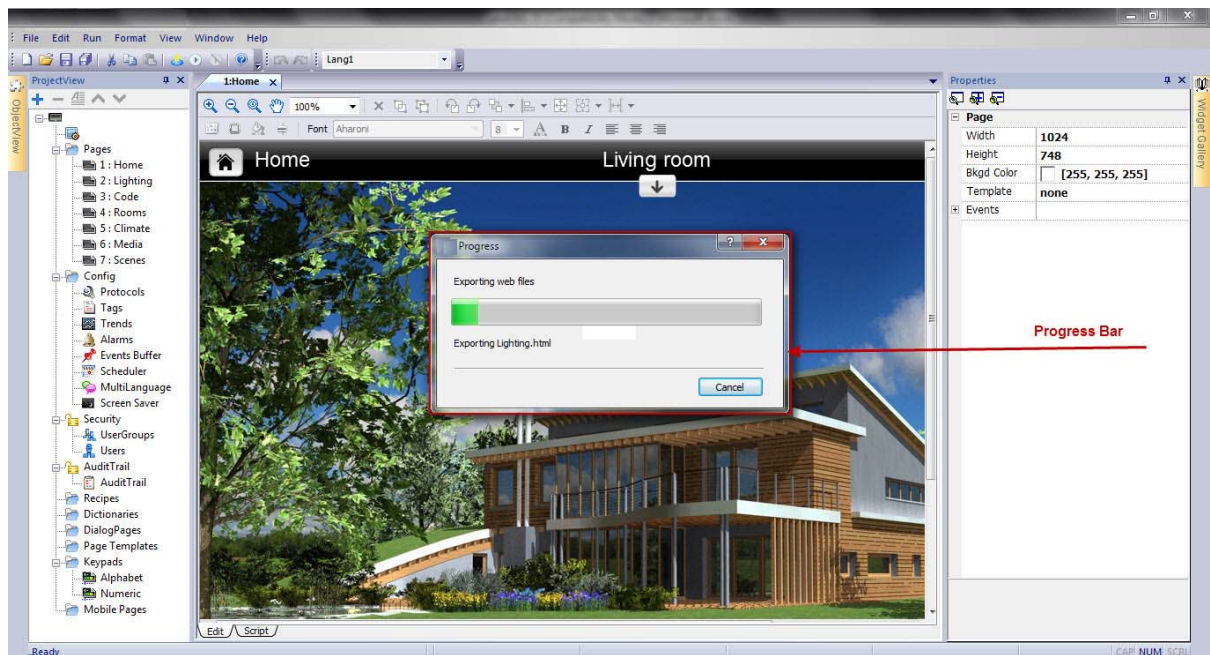 File Edit Run Format View Window Help
Lang1
ProjectView
1:Home
Properties
ObjectView
Widget Gallery
100%
Font Aharoni 8 A B I
Pages
1 : Home
2 : Lighting
3 : Code
4 : Rooms
5 : Climate
6 : Media
7 : Scenes
Config
Protocols
Tags
Trends
Alarms
Events Buffer
Scheduler
MultiLanguage
Screen Saver
Security
UserGroups
Users
AuditTrail
AuditTrail
Recipes
Dictionaries
DialogPages
Page Templates
Keypads
Alphabet
Numeric
Mobile Pages
Home Living room
Progress
Exporting web files
Exporting Lighting.html
Cancel
Edit Script
Page
Width 1024
Height 748
Bkgd Color [255, 255, 255]
Template none
Events
Progress Bar
Ready
CAP NUM SCRL